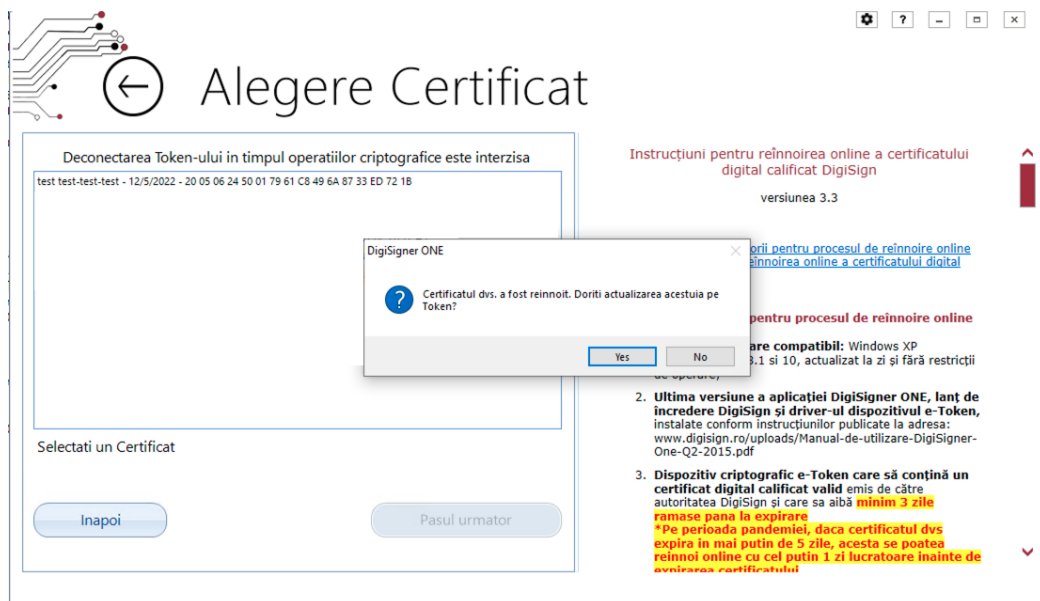 Alegere Certificat
Deconectarea Token-ului in timpul operatiilor criptografice este interzisa
test test-test-test - 12/5/2022 - 20 05 06 24 50 01 79 61 C8 49 6A 87 33 ED 72 1B
DigiSigner ONE
Certificatul dvs. a fost reinnoit. Doriti actualizarea acestuia pe
Token?
Yes
No
Selectati un Certificat
Inapoi
Pasul urmator
Instrucțiuni pentru reînnoirea online a certificatului
digital calificat DigiSign
versiunea 3.3
orii pentru procesul de reinnoire online
einnoirea online a certificatului digital
pentru procesul de reinnoire online
are compatibil: Windows XP
3.1 si 10, actualizat la zi și fără restricții
de operare;
2. Ultima versiune a aplicației DigiSigner ONE, lanț de
încredere DigiSign și driver-ul dispozitivul e-Token,
instalate conform instrucțiunilor publicate la adresa:
www.digisign.ro/uploads/Manual-de-utilizare-DigiSigner-
One-Q2-2015.pdf
3. Dispozitiv criptografic e-Token care să conțină un
certificat digital calificat valid emis de către
autoritatea DigiSign și care sa aibă minim 3 zile
ramase pana la expirare
*Pe perioada pandemiei, daca certificatul dvs
expira in mai putin de 5 zile, acesta se poatea
reinnoi online cu cel putin 1 zi lucratoare inainte de
expirarea certificatului